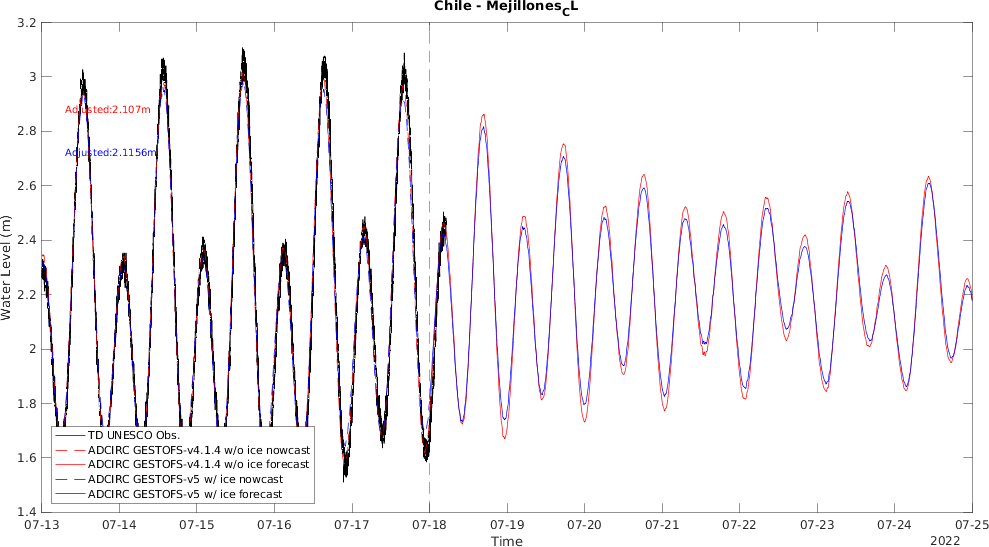 Chile - Mejillones_CL
3.2
3
2.8
2.6
2.4
2.2
2
1.8
1.6
1.4
Water Level (m)
Adjusted:2.107m
Adjusted:2.1156m
TD UNESCO Obs.
ADCIRC GESTOFS-v4.1.4 w/o ice nowcast
ADCIRC GESTOFS-v4.1.4 w/o ice forecast
ADCIRC GESTOFS-v5 w/ ice nowcast
ADCIRC GESTOFS-v5 w/ ice forecast
07-13 07-14 07-15 07-16 07-17 07-18 07-19 07-20 07-21 07-22 07-23 07-24 07-25
Time
2022